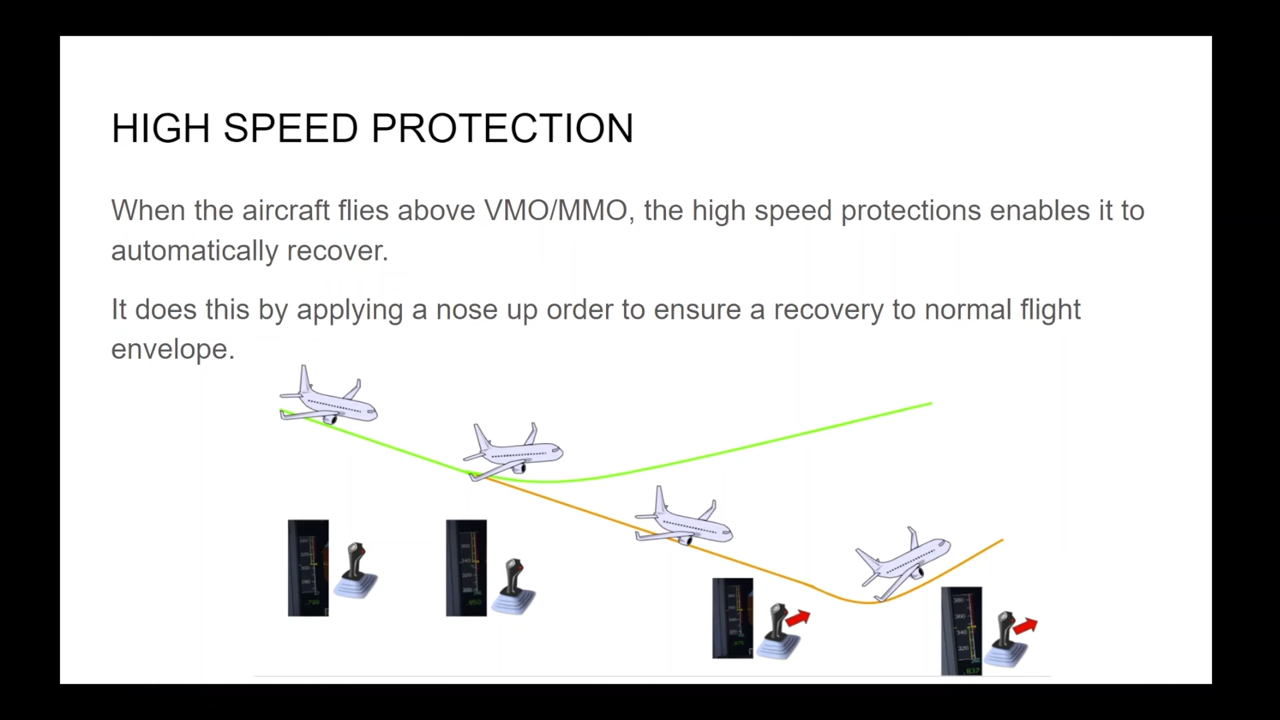 HIGH SPEED PROTECTION
When the aircraft flies above VMO/MMO, the high speed protections enables it to
automatically recover.
It does this by applying a nose up order to ensure a recovery to normal flight
envelope.